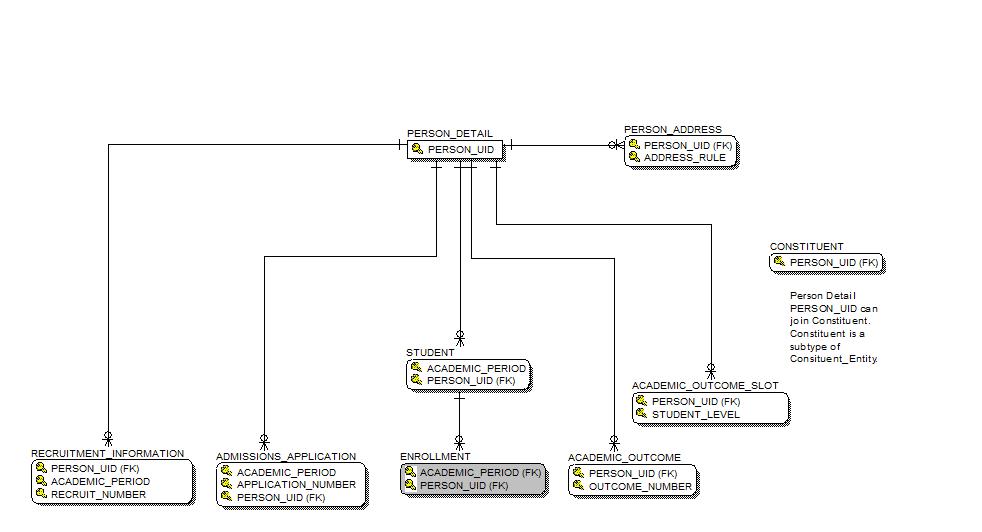 PERSON_DETAIL
PERSON_UID
PERSON_ADDRESS
PERSON_UID (FK)
ADDRESS_RULE
CONSTITUENT
PERSON_UID (FK)
Person Detail
PERSON_UID can
join Constituent.
Constituent is a
subtype of
Consituent_Entity.
STUDENT
ACADEMIC_PERIOD
PERSON_UID (FK)
ACADEMIC_OUTCOME_SLOT
PERSON_UID (FK)
STUDENT_LEVEL
RECRUITMENT_INFORMATION
PERSON_UID (FK)
ACADEMIC_PERIOD
RECRUIT_NUMBER
ADMISSIONS_APPLICATION
ACADEMIC_PERIOD
APPLICATION_NUMBER
PERSON_UID (FK)
ENROLLMENT
ACADEMIC_PERIOD (FK)
PERSON_UID (FK)
ACADEMIC_OUTCOME
PERSON_UID (FK)
OUTCOME_NUMBER